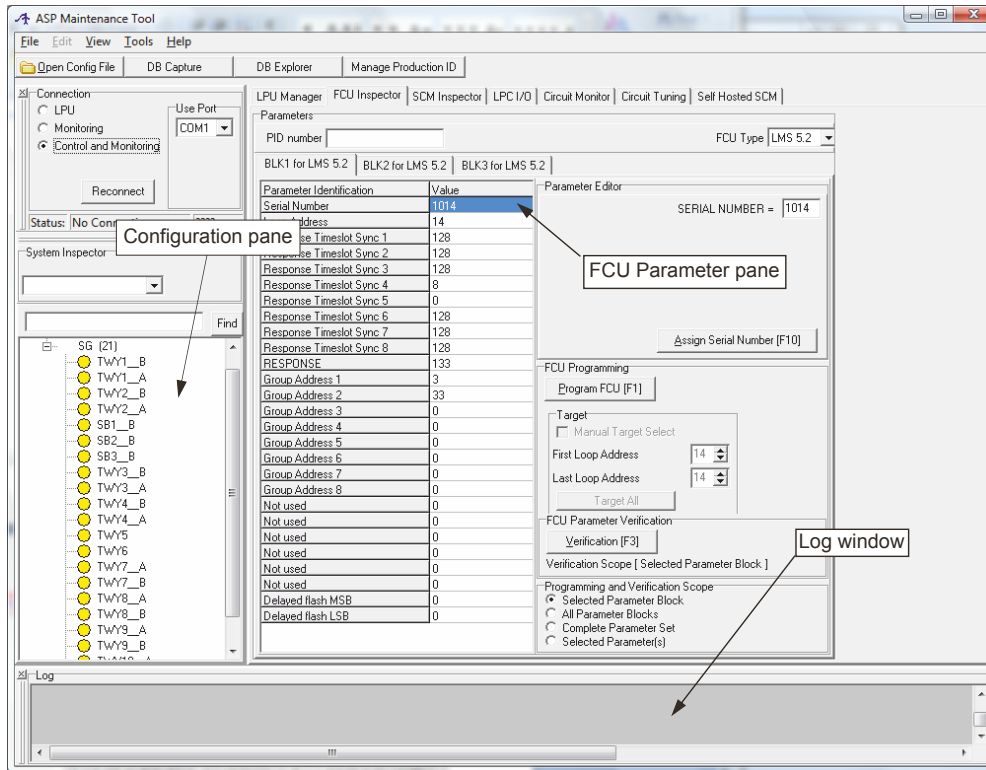 ASP Maintenance Tool
File Edit View Tools Help
Open Config File DB Capture DB Explorer Manage Production ID
Connection
LPU
Monitoring
Control and Monitoring
Use Port
COM1
Reconnect
Status: No
Configuration pane
System Inspector
Find
SG (21)
TWY1__B
TWY1__A
TWY2__B
TWY2__A
SB1__B
SB2__B
SB3__B
TWY3__B
TWY3__A
TWY4__B
TWY4__A
TWY5
TWY6
TWY7__A
TWY7__B
TWY8__A
TWY8__B
TWY9__A
TWY9__B
LPU Manager FCU Inspector SCM Inspector LPC I/O Circuit Monitor Circuit Tuning Self Hosted SCM
Parameters
PID number
FCU Type LMS 5.2
BLK1 for LMS 5.2 BLK2 for LMS 5.2 BLK3 for LMS 5.2
Parameter Identification Value
Serial Number 1014
Address 14
Timeslot Sync 1 128
Response Timeslot Sync 2 128
Response Timeslot Sync 3 128
Response Timeslot Sync 4 8
Response Timeslot Sync 5 0
Response Timeslot Sync 6 128
Response Timeslot Sync 7 128
Response Timeslot Sync 8 128
RESPONSE 133
Group Address 1 3
Group Address 2 33
Group Address 3 0
Group Address 4 0
Group Address 5 0
Group Address 6 0
Group Address 7 0
Group Address 8 0
Not used 0
Not used 0
Not used 0
Not used 0
Not used 0
Not used 0
Delayed flash MSB 0
Delayed flash LSB 0
Parameter Editor
SERIAL NUMBER = 1014
FCU Parameter pane
Assign Serial Number [F10]
FCU Programming
Program FCU [F1]
Target
Manual Target Select
First Loop Address 14
Last Loop Address 14
Target All
FCU Parameter Verification
Verification [F3]
Log window
Verification Scope [ Selected Parameter Block ]
Programming and Verification Scope
Selected Parameter Block
All Parameter Blocks
Complete Parameter Set
Selected Parameter(s)
Log